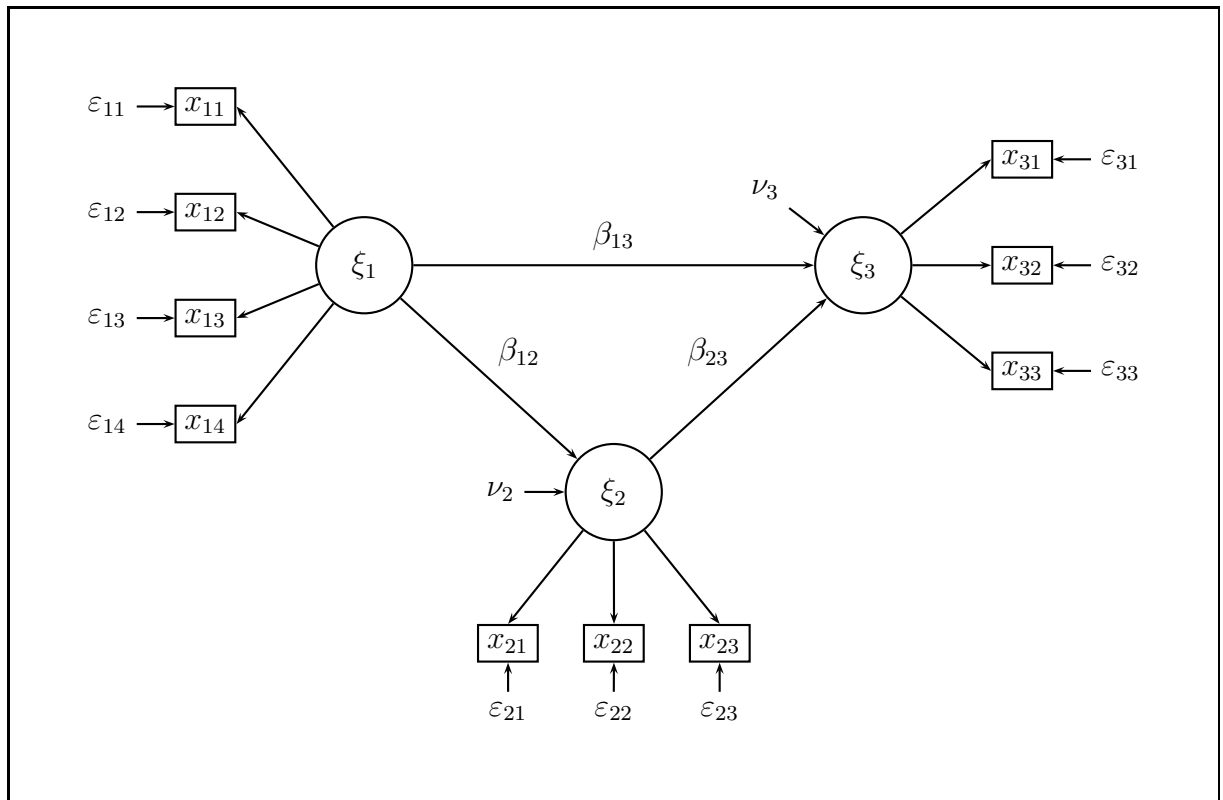 ε₁₁ x₁₁
x₃₁ ε₃₁
ν₃
ε₁₂ x₁₂
β₁₃
ξ₁
ξ₃
x₃₂ ε₃₂
ε₁₃ x₁₃
β₁₂
β₂₃
x₃₃ ε₃₃
ε₁₄ x₁₄
ν₂ ξ₂
x₂₁ x₂₂ x₂₃
ε₂₁ ε₂₂ ε₂₃